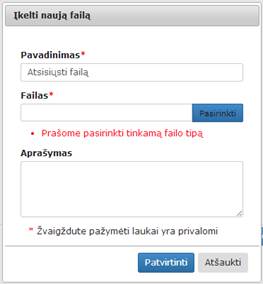 Įkelti naują failą
Pavadinimas*
Atsisiųsti failą
Failas*
Pasirinkti
• Prašome pasirinkti tinkamą failo tipą
Aprašymas
* Žvaigždute pažymėti laukai yra privalomi
Patvirtinti Atšaukti